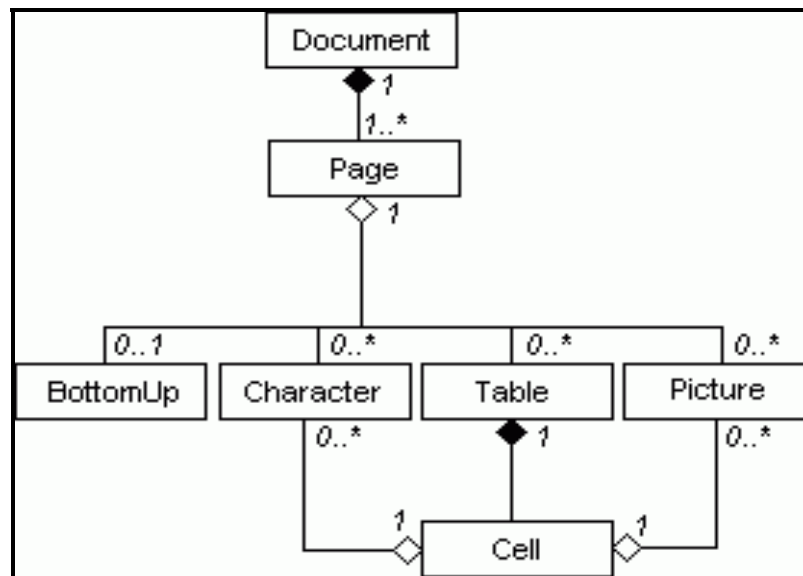 Document
1
1..*
Page
1
0..1
0..*
0..*
0..*
BottomUp
Character
Table
Picture
0..*
1
0..*
1
1
Cell